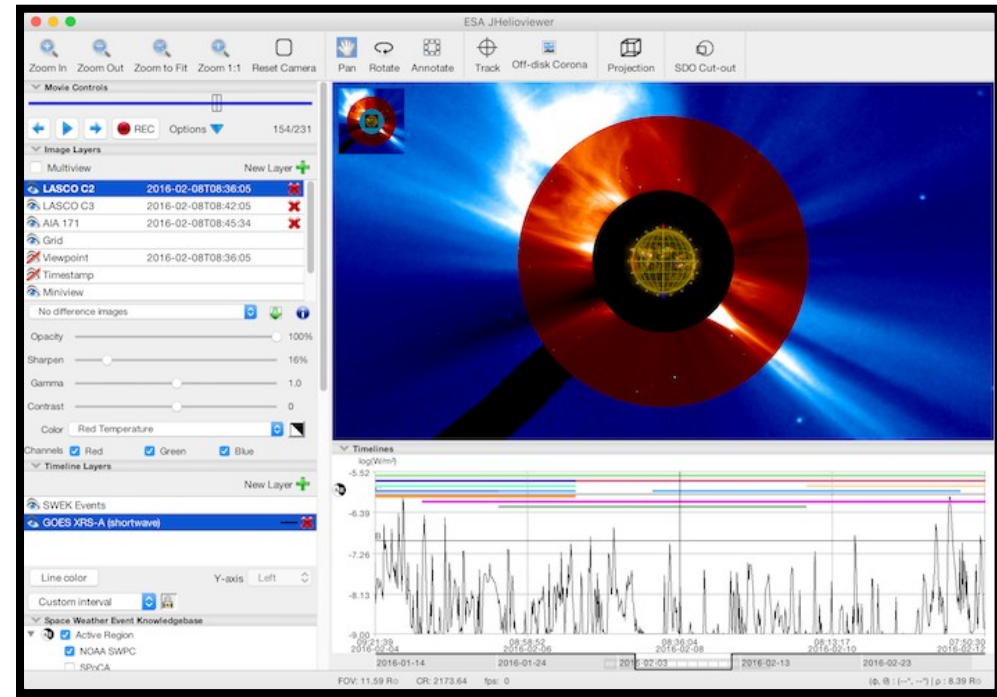 ESA JHelioviewer
Zoom In Zoom Out Zoom to Fit Zoom 1:1 Reset Camera Pan Rotate Annotate Track Off-disk Corona Projection SDO Cut-out
Movie Controls
REC Options 154/231
Image Layers
Multiview New Layer
LASCO C2 2016-02-08T08:36:05
LASCO C3 2016-02-08T08:42:05
AIA 171 2016-02-08T08:45:34
Grid
Viewpoint 2016-02-08T08:36:05
Timestamp
Miniview
No difference images
Opacity 100%
Sharpen 16%
Gamma 1.0
Contrast 0
Color Red Temperature
Channels Red Green Blue
Timeline Layers
New Layer
SWEK Events
GOES XRS-A (shortwave)
Line color Y-axis Left
Custom interval
Space Weather Event Knowledgebase
Active Region
NOAA SWPC
SPoCA
Timelines
log(W/m²)
-5.52
-6.39
B
-7.26
-8.13
-9.00
09:21:39 08:58:52 08:36:04 08:13:17 07:50:30
2016-02-04 2016-02-06 2016-02-08 2016-02-10 2016-02-12
2016-01-14 2016-01-24 2016-02-03 2016-02-13 2016-02-23
FOV: 11.59 R☉ CR: 2173.64 fps: 0 | ρ : 8.39 R☉